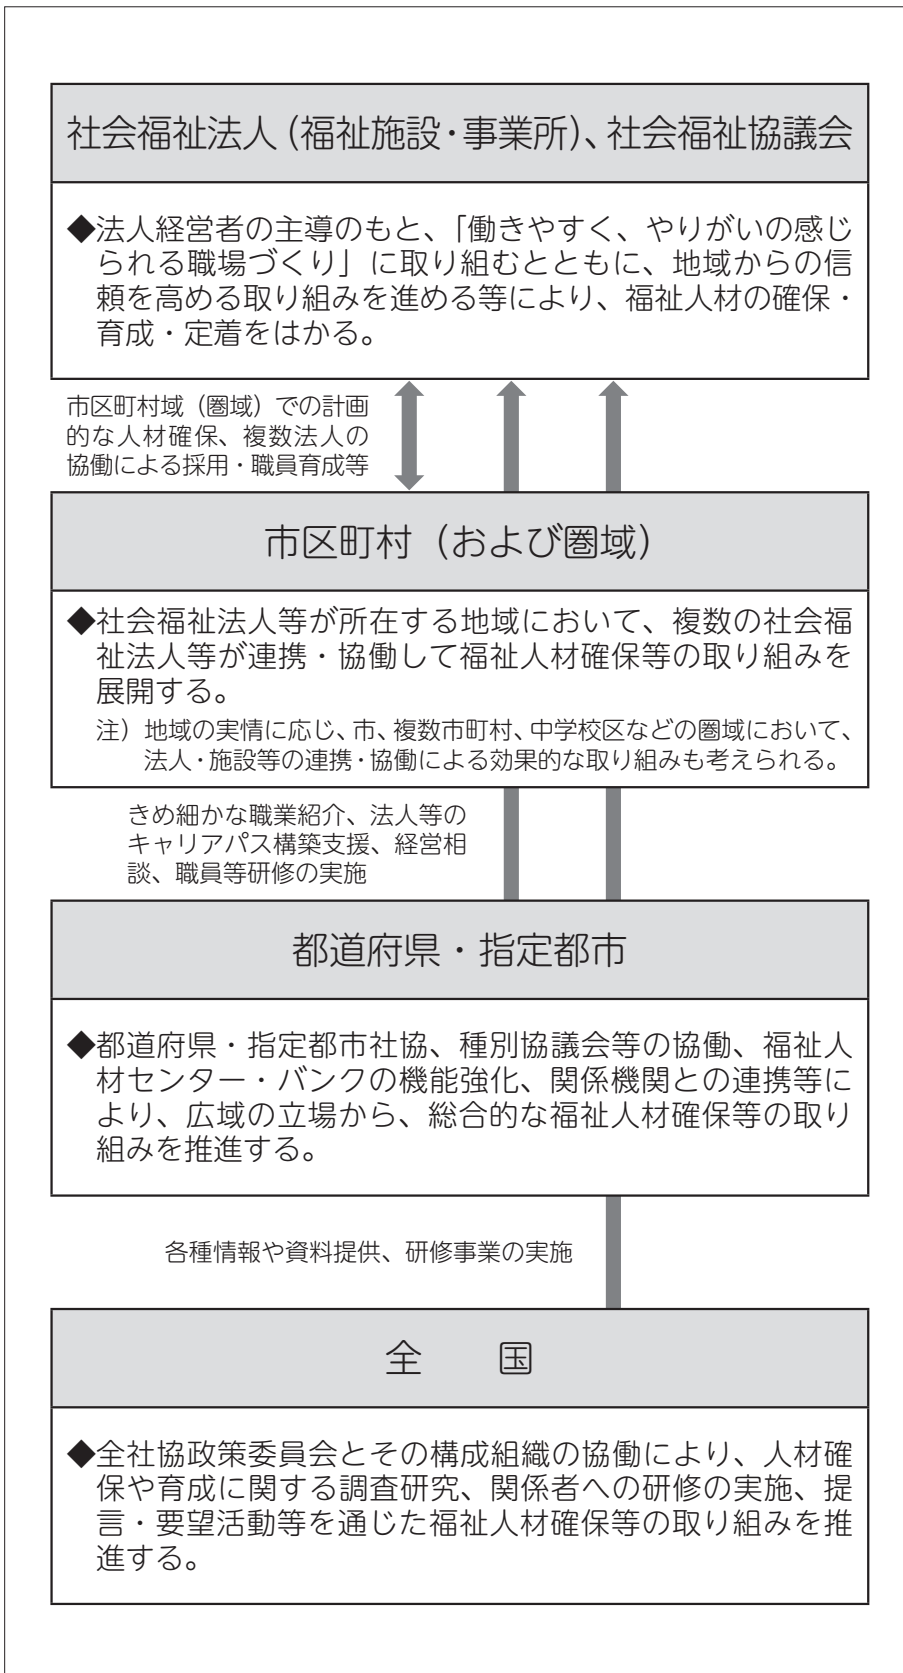 社会福祉法人（福祉施設・事業所）、社会福祉協議会
◆法人経営者の主導のもと、「働きやすく、やりがいの感じ
られる職場づくり」に取り組むとともに、地域からの信
頼を高める取り組みを進める等により、福祉人材の確保・
育成・定着をはかる。
市区町村域（圏域）での計画
的な人材確保、複数法人の
協働による採用・職員育成等
市区町村（および圏域）
◆社会福祉法人等が所在する地域において、複数の社会福
祉法人等が連携・協働して福祉人材確保等の取り組みを
展開する。
注）地域の実情に応じ、市、複数市町村、中学校区などの圏域において、
法人・施設等の連携・協働による効果的な取り組みも考えられる。
きめ細かな職業紹介、法人等の
キャリアパス構築支援、経営相
談、職員等研修の実施
都道府県・指定都市
◆都道府県・指定都市社協、種別協議会等の協働、福祉人
材センター・バンクの機能強化、関係機関との連携等に
より、広域の立場から、総合的な福祉人材確保等の取り
組みを推進する。
各種情報や資料提供、研修事業の実施
全　国
◆全社協政策委員会とその構成組織の協働により、人材確
保や育成に関する調査研究、関係者への研修の実施、提
言・要望活動等を通じた福祉人材確保等の取り組みを推
進する。